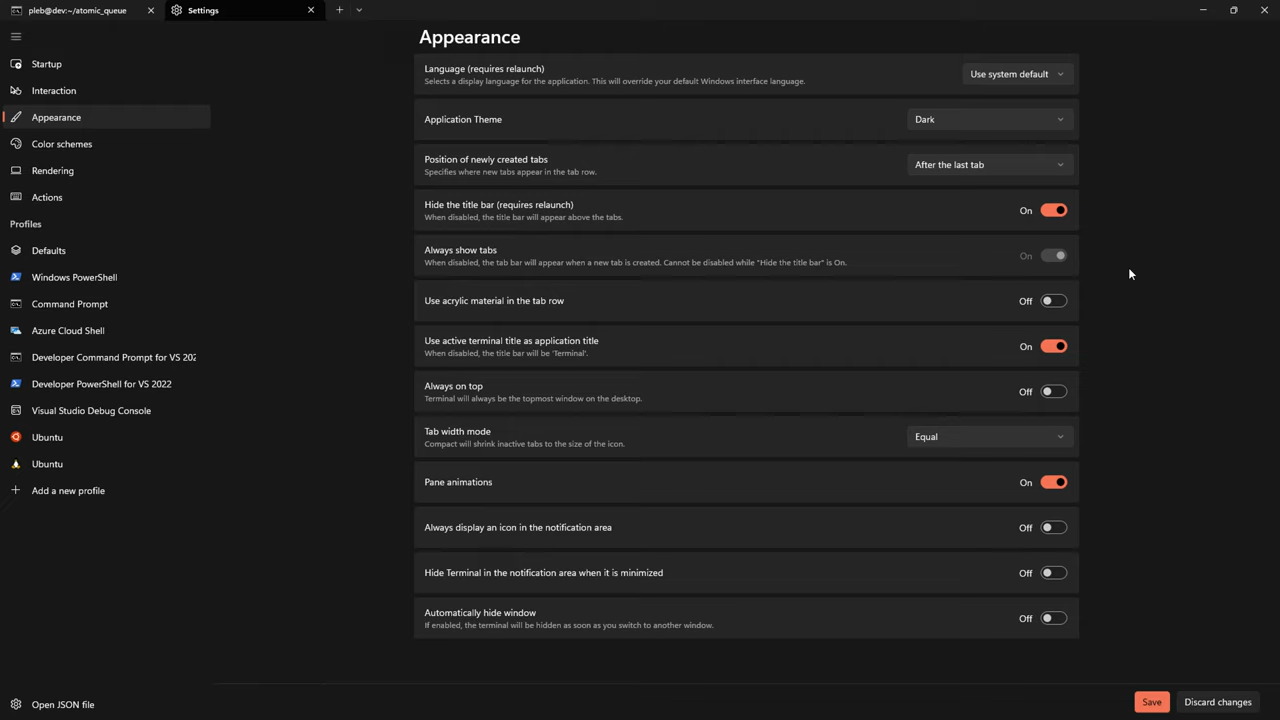 pleb@dev:~/atomic_queue
Settings
Startup
Interaction
Appearance
Color schemes
Rendering
Actions
Profiles
Defaults
Windows PowerShell
Command Prompt
Azure Cloud Shell
Developer Command Prompt for VS 202
Developer PowerShell for VS 2022
Visual Studio Debug Console
Ubuntu
Ubuntu
Add a new profile
Open JSON file
Appearance
Language (requires relaunch)
Selects a display language for the application. This will override your default Windows interface language.
Use system default
Application Theme
Dark
Position of newly created tabs
Specifies where new tabs appear in the tab row.
After the last tab
Hide the title bar (requires relaunch)
When disabled, the title bar will appear above the tabs.
On
Always show tabs
When disabled, the tab bar will appear when a new tab is created. Cannot be disabled while "Hide the title bar" is On.
On
Use acrylic material in the tab row
Off
Use active terminal title as application title
When disabled, the title bar will be 'Terminal'.
On
Always on top
Terminal will always be the topmost window on the desktop.
Off
Tab width mode
Compact will shrink inactive tabs to the size of the icon.
Equal
Pane animations
On
Always display an icon in the notification area
Off
Hide Terminal in the notification area when it is minimized
Off
Automatically hide window
If enabled, the terminal will be hidden as soon as you switch to another window.
Off
Save
Discard changes